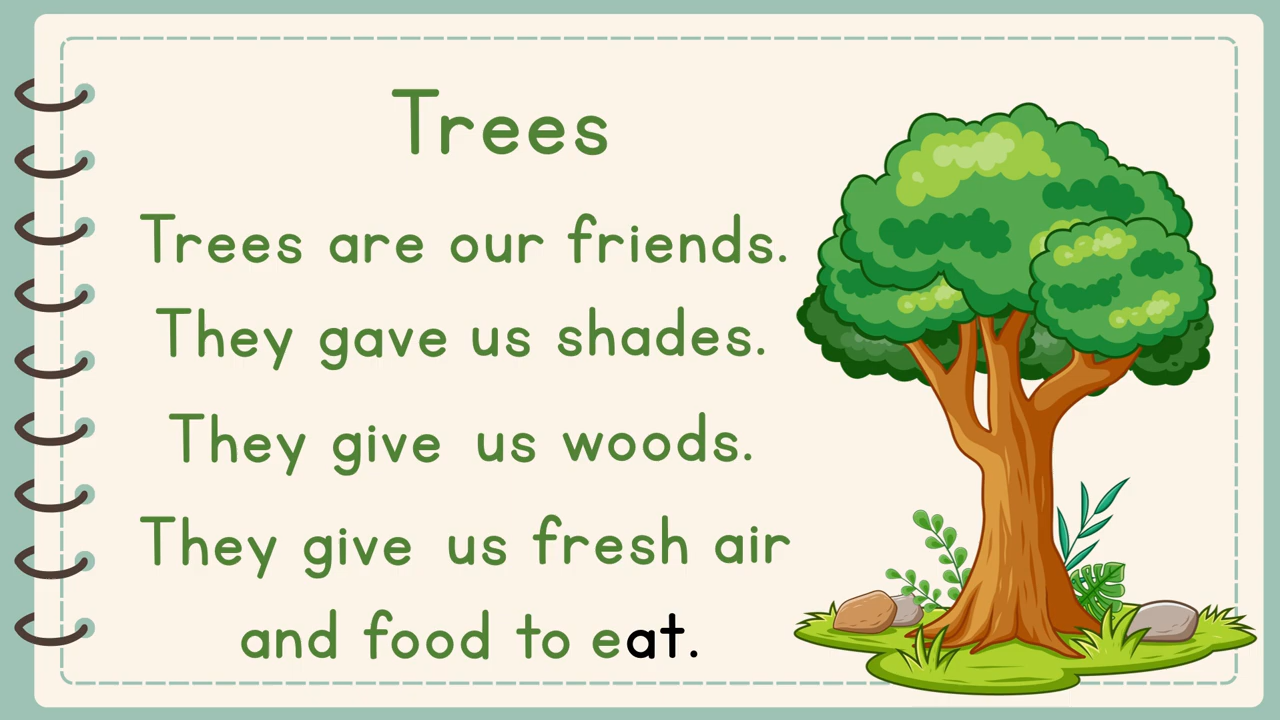 Trees
Trees are our friends.
They gave us shades.
They give us woods.
They give us fresh air
and food to eat.